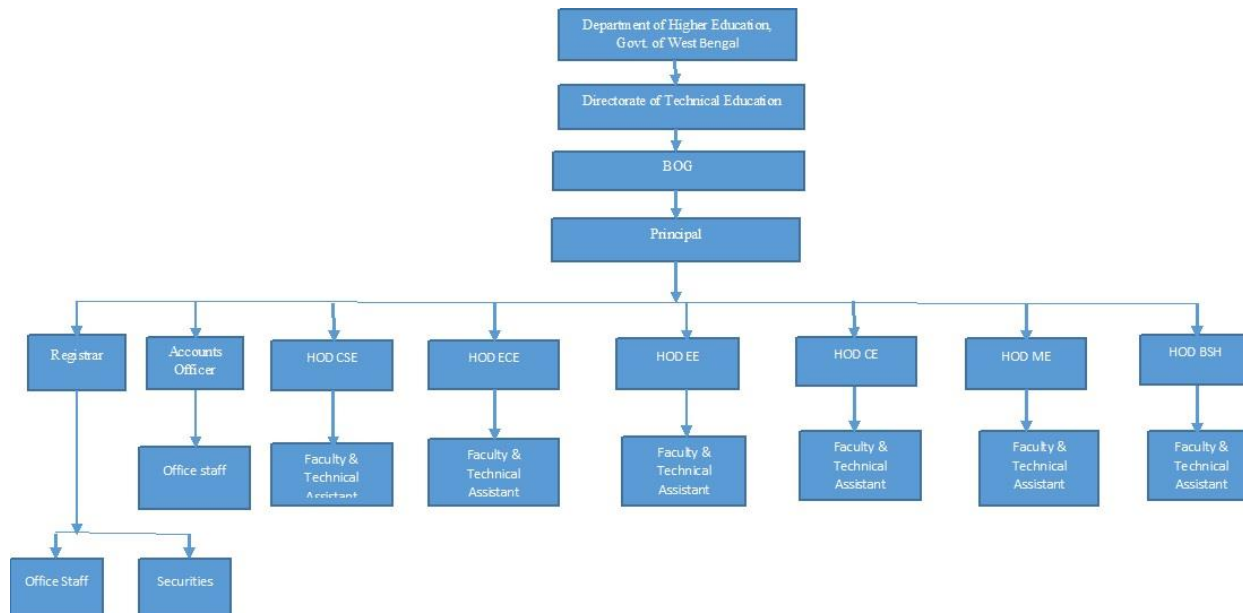 Department of Higher Education,
Govt. of West Bengal
Directorate of Technical Education
BOG
Principal
Registrar
Accounts
Officer
HOD CSE
HOD ECE
HOD EE
HOD CE
HOD ME
HOD BSH
Office staff
Faculty &
Technical
Assistant
Faculty &
Technical
Assistant
Faculty &
Technical
Assistant
Faculty &
Technical
Assistant
Faculty &
Technical
Assistant
Faculty &
Technical
Assistant
Office Staff
Securities